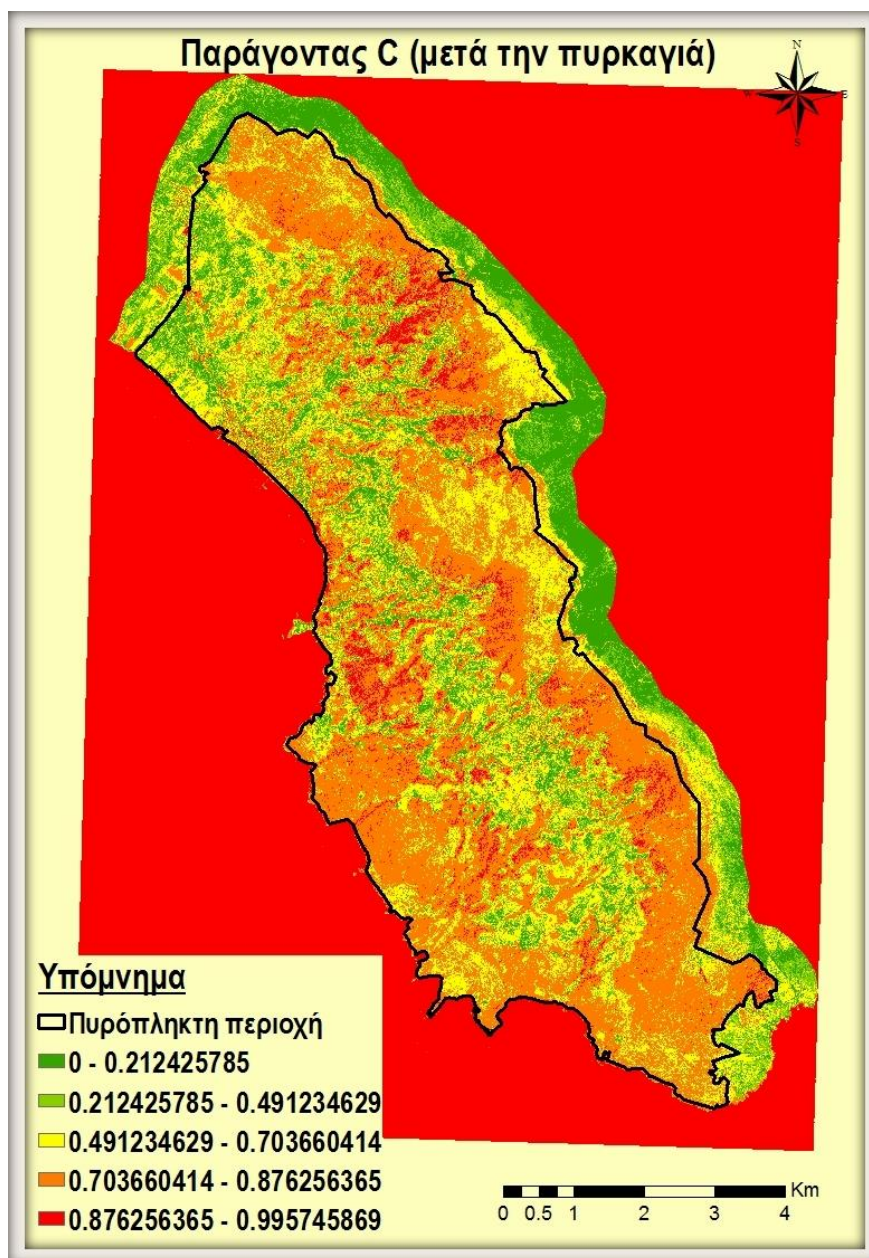 Παράγοντας C (μετά την πυρκαγιά)
N
W E
S
Υπόμνημα
Πυρόπληκτη περιοχή
0 - 0.212425785
0.212425785 - 0.491234629
0.491234629 - 0.703660414
0.703660414 - 0.876256365
0.876256365 - 0.995745869
Km
0 0.5 1 2 3 4